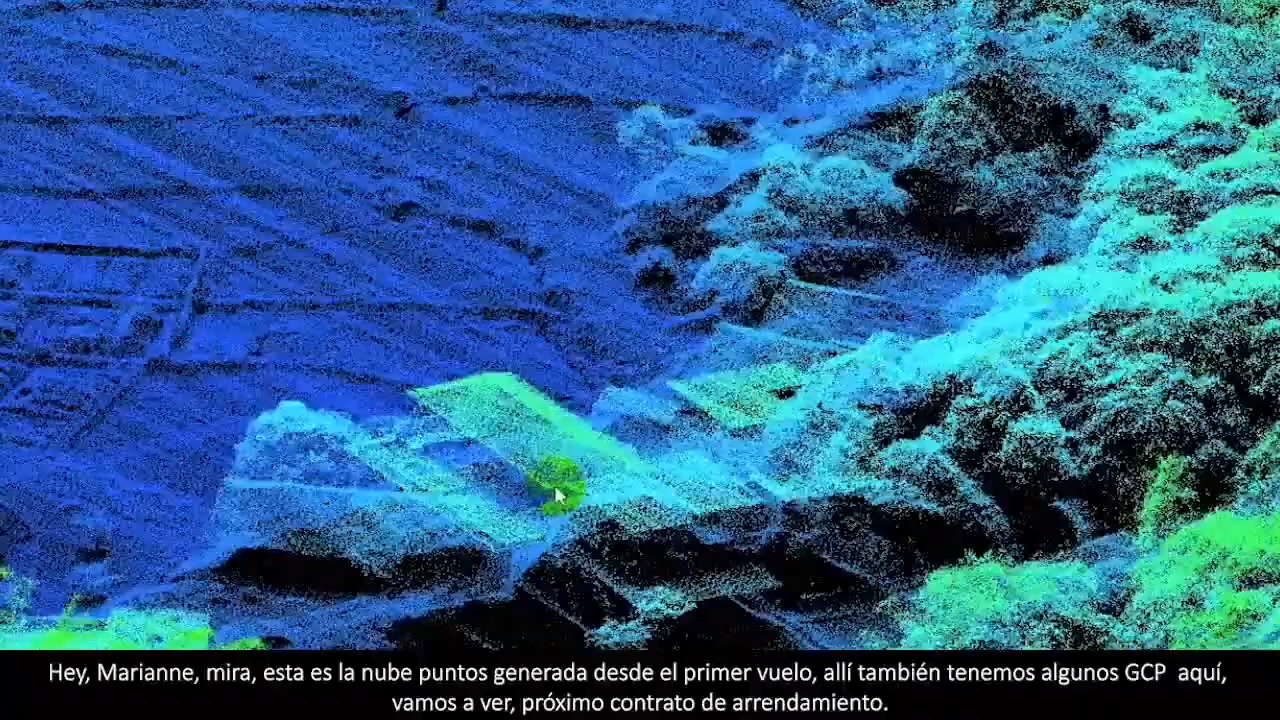 Hey, Marianne, mira, esta es la nube puntos generada desde el primer vuelo, allí también tenemos algunos GCP  aquí,
vamos a ver, próximo contrato de arrendamiento.